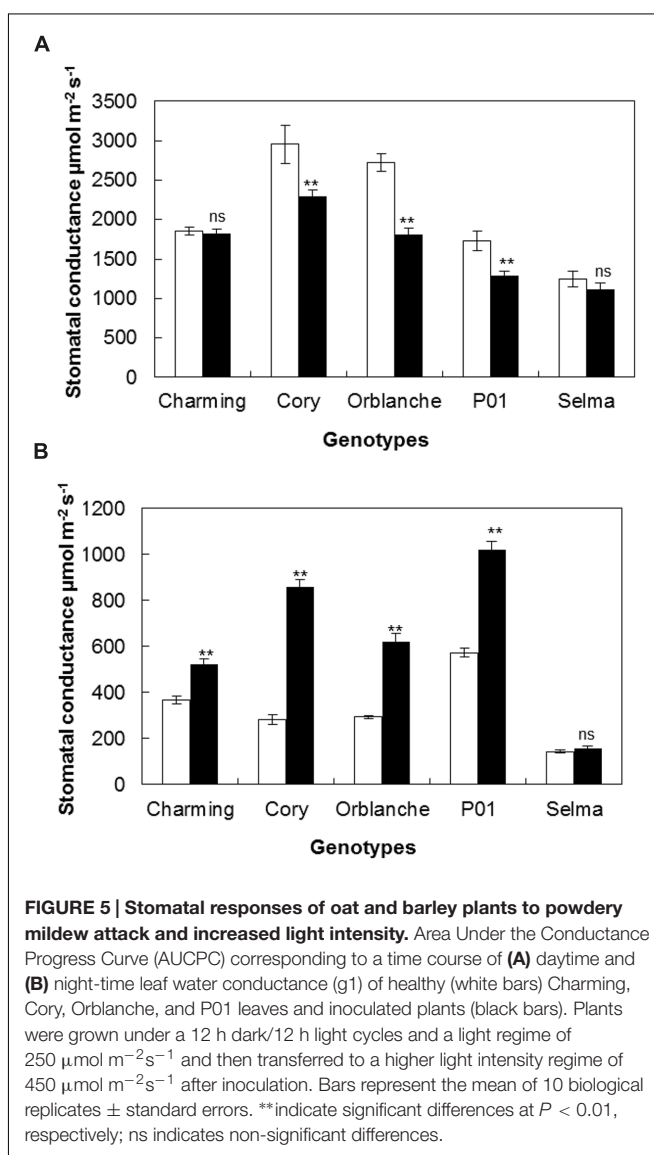 A
Stomatal conductance µmol m-2 s-1
3500
3000
2500
2000
1500
1000
500
0
ns
**
**
**
ns
Charming Cory Orblanche P01 Selma
Genotypes
B
Stomatal conductance µmol m-2 s-1
1200
1000
800
600
400
200
0
**
**
**
**
ns
Charming Cory Orblanche P01 Selma
Genotypes
FIGURE 5 | Stomatal responses of oat and barley plants to powdery
mildew attack and increased light intensity. Area Under the Conductance
Progress Curve (AUCPC) corresponding to a time course of (A) daytime and
(B) night-time leaf water conductance (g1) of healthy (white bars) Charming,
Cory, Orblanche, and P01 leaves and inoculated plants (black bars). Plants
were grown under a 12 h dark/12 h light cycles and a light regime of
250 µmol m−2s−1 and then transferred to a higher light intensity regime of
450 µmol m−2s−1 after inoculation. Bars represent the mean of 10 biological
replicates ± standard errors. **indicate significant differences at P < 0.01,
respectively; ns indicates non-significant differences.